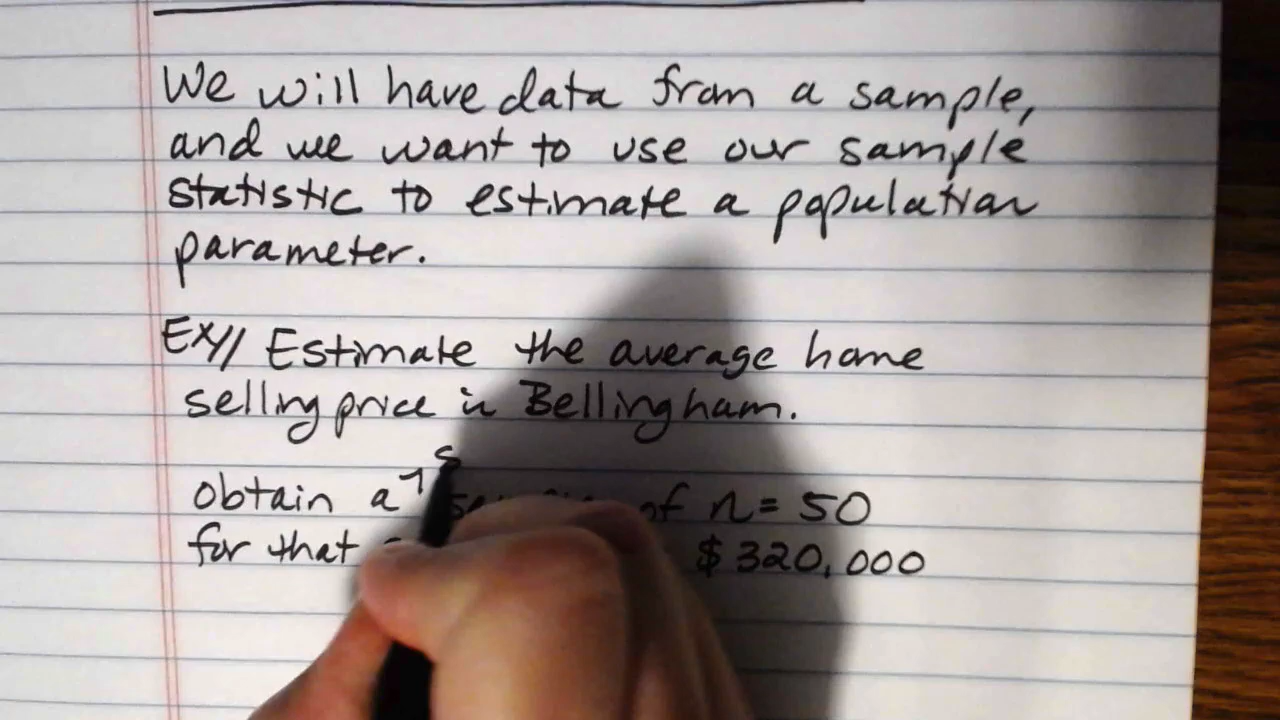 We will have data from a sample,
and we want to use our sample
statistic to estimate a population
parameter.
EX// Estimate the average home
selling price in Bellingham.
s
obtain a of n = 50
for that $320,000